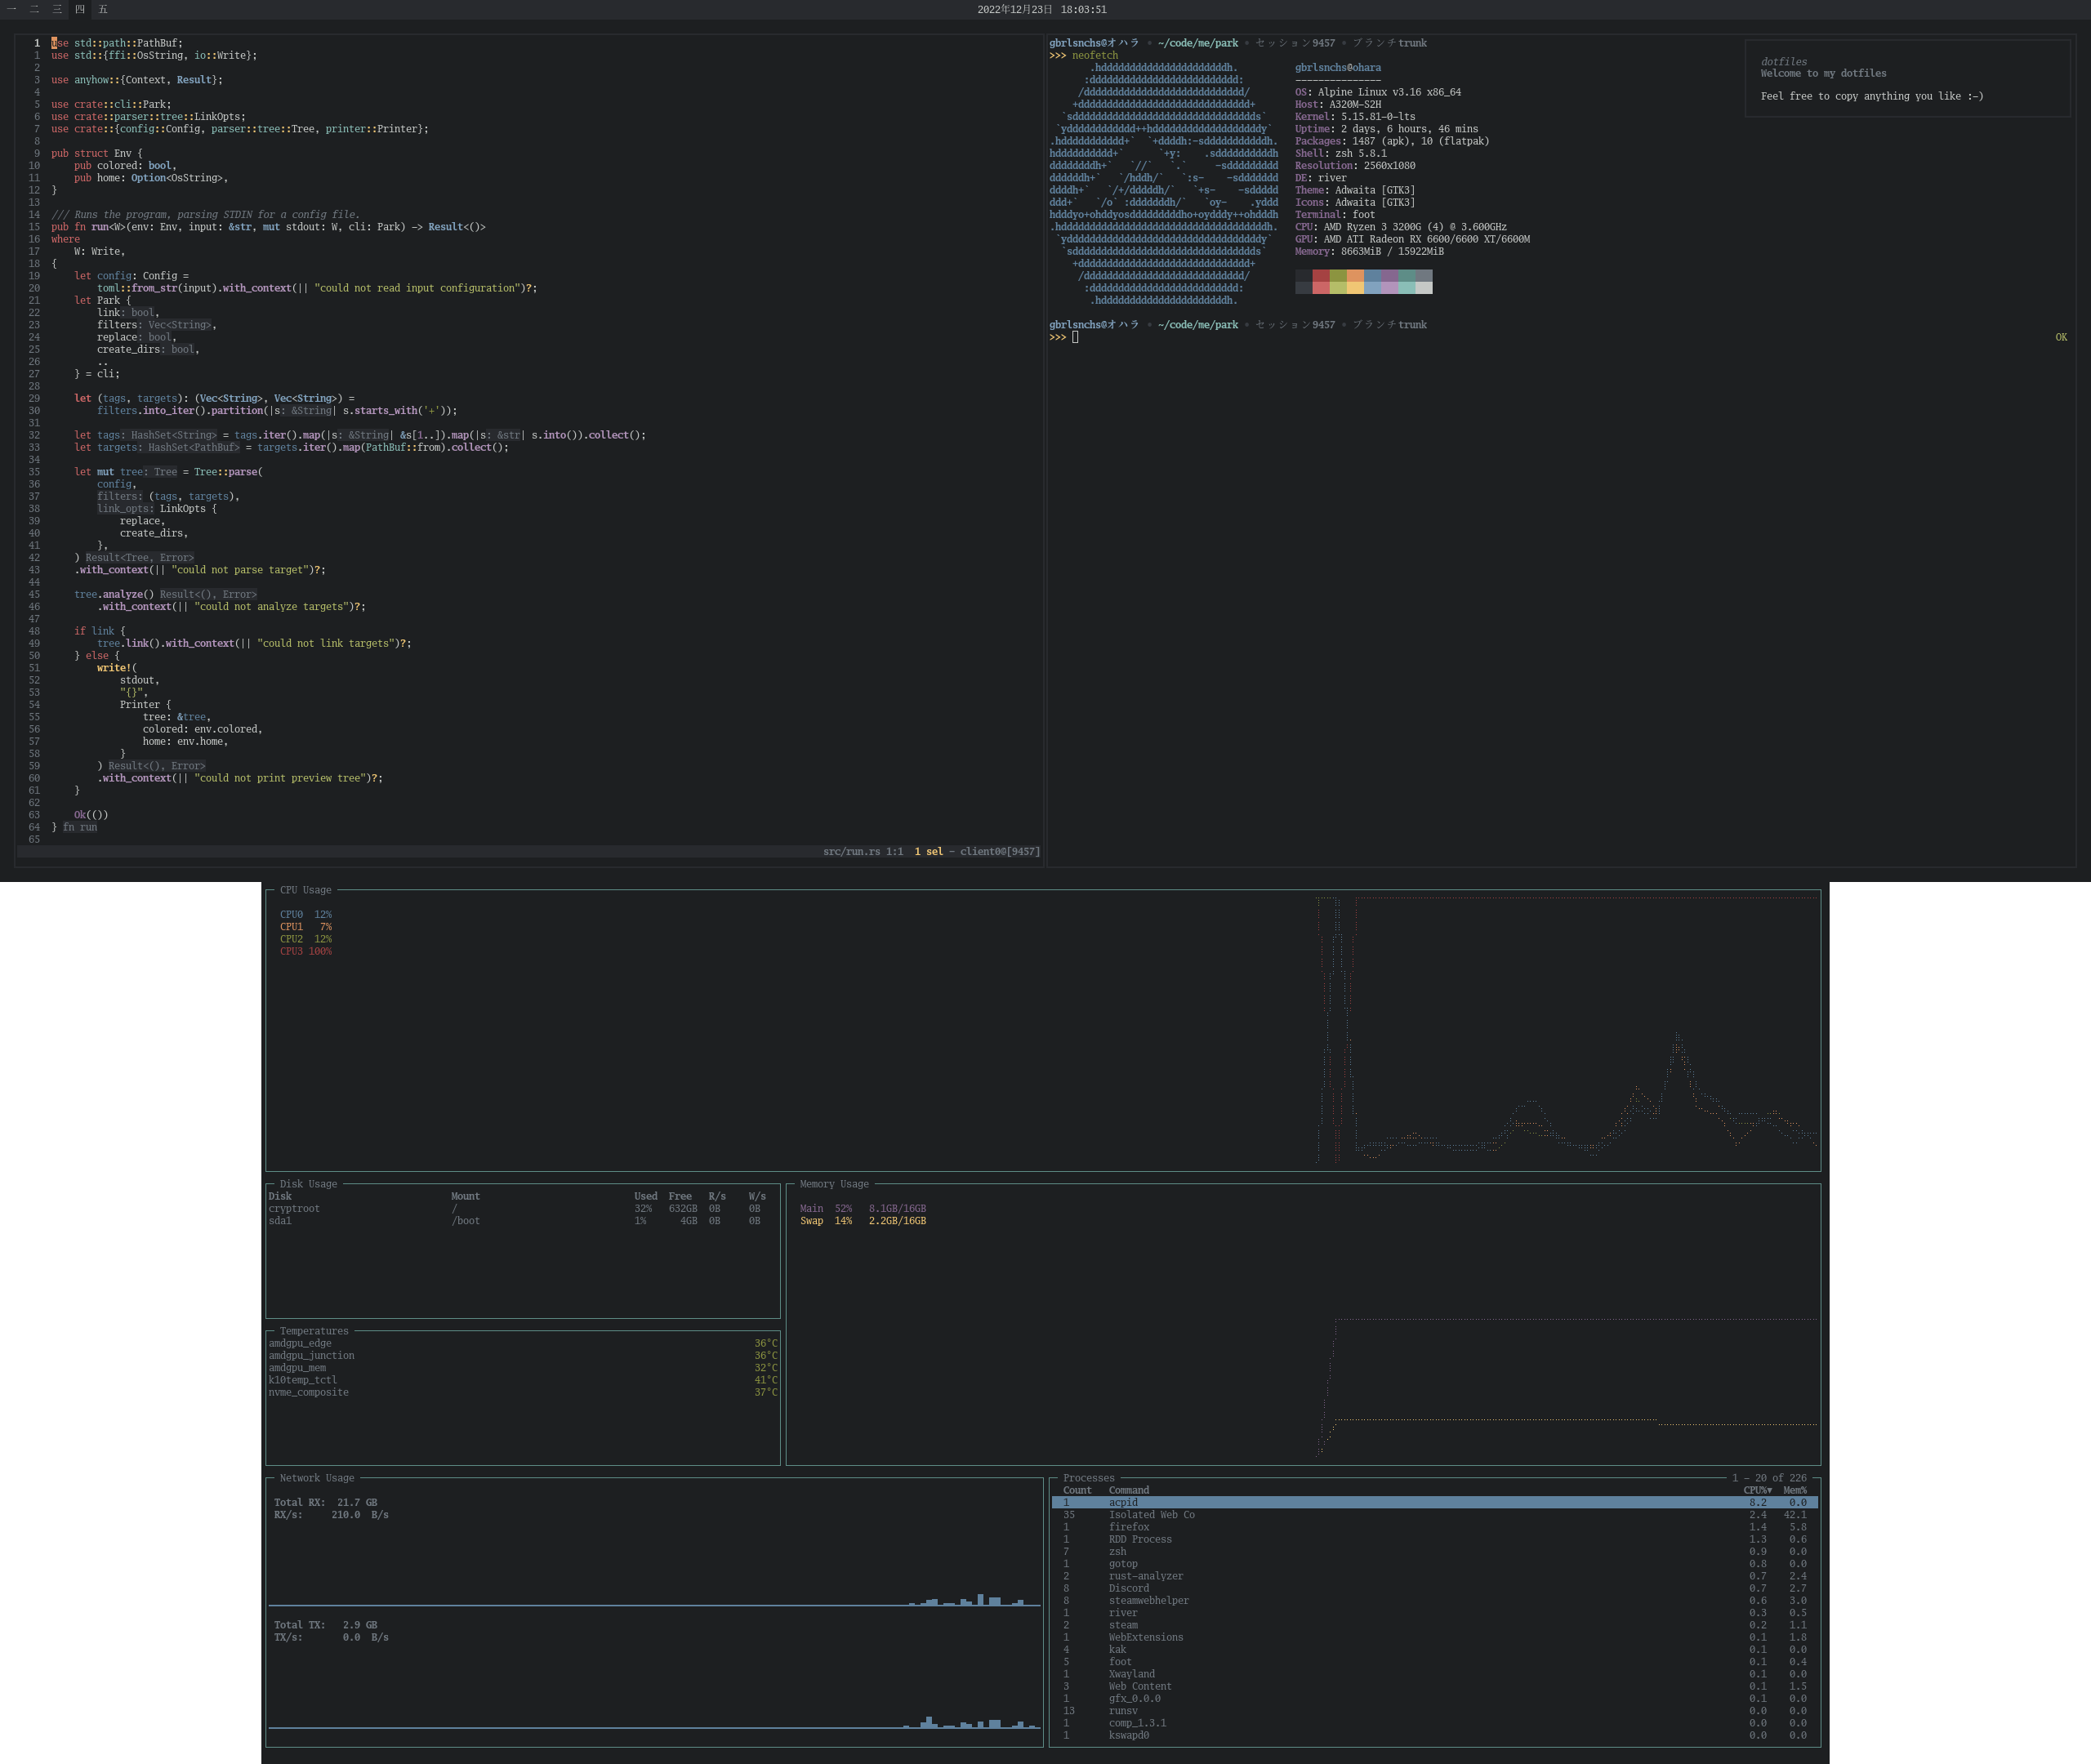 一 二 三 四 五
2022年12月23日 18:03:51
1 use std::path::PathBuf;
1 use std::{ffi::OsString, io::Write};
2
3 use anyhow::{Context, Result};
4
5 use crate::cli::Park;
6 use crate::parser::tree::LinkOpts;
7 use crate::{config::Config, parser::tree::Tree, printer::Printer};
8
9 pub struct Env {
10     pub colored: bool,
11     pub home: Option<OsString>,
12 }
13
14 /// Runs the program, parsing STDIN for a config file.
15 pub fn run<W>(env: Env, input: &str, mut stdout: W, cli: Park) -> Result<()>
16 where
17     W: Write,
18 {
19     let config: Config =
20         toml::from_str(input).with_context(|| "could not read input configuration")?;
21     let Park {
22         link: bool,
23         filters: Vec<String>,
24         replace: bool,
25         create_dirs: bool,
26         ..
27     } = cli;
28
29     let (tags, targets): (Vec<String>, Vec<String>) =
30         filters.into_iter().partition(|s: &String| s.starts_with('+'));
31
32     let tags: HashSet<String> = tags.iter().map(|s: &String| &s[1..]).map(|s: &str| s.into()).collect();
33     let targets: HashSet<PathBuf> = targets.iter().map(PathBuf::from).collect();
34
35     let mut tree: Tree = Tree::parse(
36         config,
37         filters: (tags, targets),
38         link_opts: LinkOpts {
39             replace,
40             create_dirs,
41         },
42     ) Result<Tree, Error>
43     .with_context(|| "could not parse target")?;
44
45     tree.analyze() Result<(), Error>
46         .with_context(|| "could not analyze targets")?;
47
48     if link {
49         tree.link().with_context(|| "could not link targets")?;
50     } else {
51         write!(
52             stdout,
53             "{}",
54             Printer {
55                 tree: &tree,
56                 colored: env.colored,
57                 home: env.home,
58             }
59         ) Result<(), Error>
60         .with_context(|| "could not print preview tree")?;
61     }
62
63     Ok(())
64 } fn run
65
src/run.rs 1:1  1 sel - client0@[9457]
gbrlsnchs@オハラ • ~/code/me/park • セッション9457 • ブランチtrunk
>>> neofetch
gbrlsnchs@ohara
---------------
OS: Alpine Linux v3.16 x86_64
Host: A320M-S2H
Kernel: 5.15.81-0-lts
Uptime: 2 days, 6 hours, 46 mins
Packages: 1487 (apk), 10 (flatpak)
Shell: zsh 5.8.1
Resolution: 2560x1080
DE: river
Theme: Adwaita [GTK3]
Icons: Adwaita [GTK3]
Terminal: foot
CPU: AMD Ryzen 3 3200G (4) @ 3.600GHz
GPU: AMD ATI Radeon RX 6600/6600 XT/6600M
Memory: 8663MiB / 15922MiB
gbrlsnchs@オハラ • ~/code/me/park • セッション9457 • ブランチtrunk
>>>
OK
dotfiles
Welcome to my dotfiles
Feel free to copy anything you like :-)
CPU Usage
CPU0 12%
CPU1 7%
CPU2 12%
CPU3 100%
Disk Usage
Disk Mount Used Free R/s W/s
cryptroot / 32% 632GB 0B 0B
sda1 /boot 1% 4GB 0B 0B
Memory Usage
Main 52% 8.1GB/16GB
Swap 14% 2.2GB/16GB
Temperatures
amdgpu_edge 36°C
amdgpu_junction 36°C
amdgpu_mem 32°C
k10temp_tctl 41°C
nvme_composite 37°C
Network Usage
Total RX: 21.7 GB
RX/s: 210.0 B/s
Total TX: 2.9 GB
TX/s: 0.0 B/s
Processes 1 - 20 of 226
Count Command CPU%▼ Mem%
1 acpid 8.2 0.0
35 Isolated Web Co 2.4 42.1
1 firefox 1.4 5.8
1 RDD Process 1.3 0.6
7 zsh 0.9 0.0
1 gotop 0.8 0.0
2 rust-analyzer 0.7 2.4
8 Discord 0.7 2.7
8 steamwebhelper 0.6 3.0
1 river 0.3 0.5
2 steam 0.2 1.1
1 WebExtensions 0.1 1.8
4 kak 0.1 0.0
5 foot 0.1 0.4
1 Xwayland 0.1 0.0
3 Web Content 0.1 1.5
1 gfx_0.0.0 0.1 0.0
13 runsv 0.0 0.0
1 comp_1.3.1 0.0 0.0
1 kswapd0 0.0 0.0